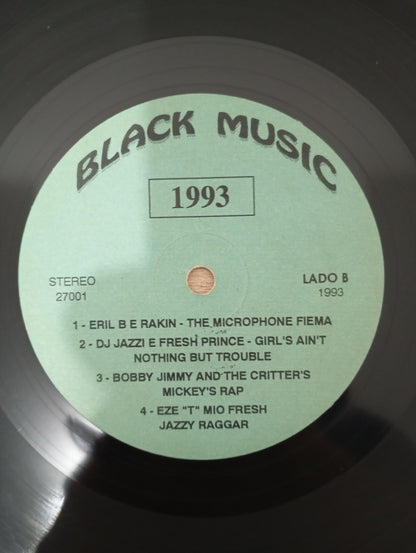 BLACK MUSIC
1993
STEREO
27001
LADO B
1993
1 - ERIL B E RAKIN - THE MICROPHONE FIEMA
2 - DJ JAZZI E FRESH PRINCE - GIRL'S AIN'T
NOTHING BUT TROUBLE
3 - BOBBY JIMMY AND THE CRITTER'S
MICKEY'S RAP
4 - EZE "T" MIO FRESH
JAZZY RAGGAR